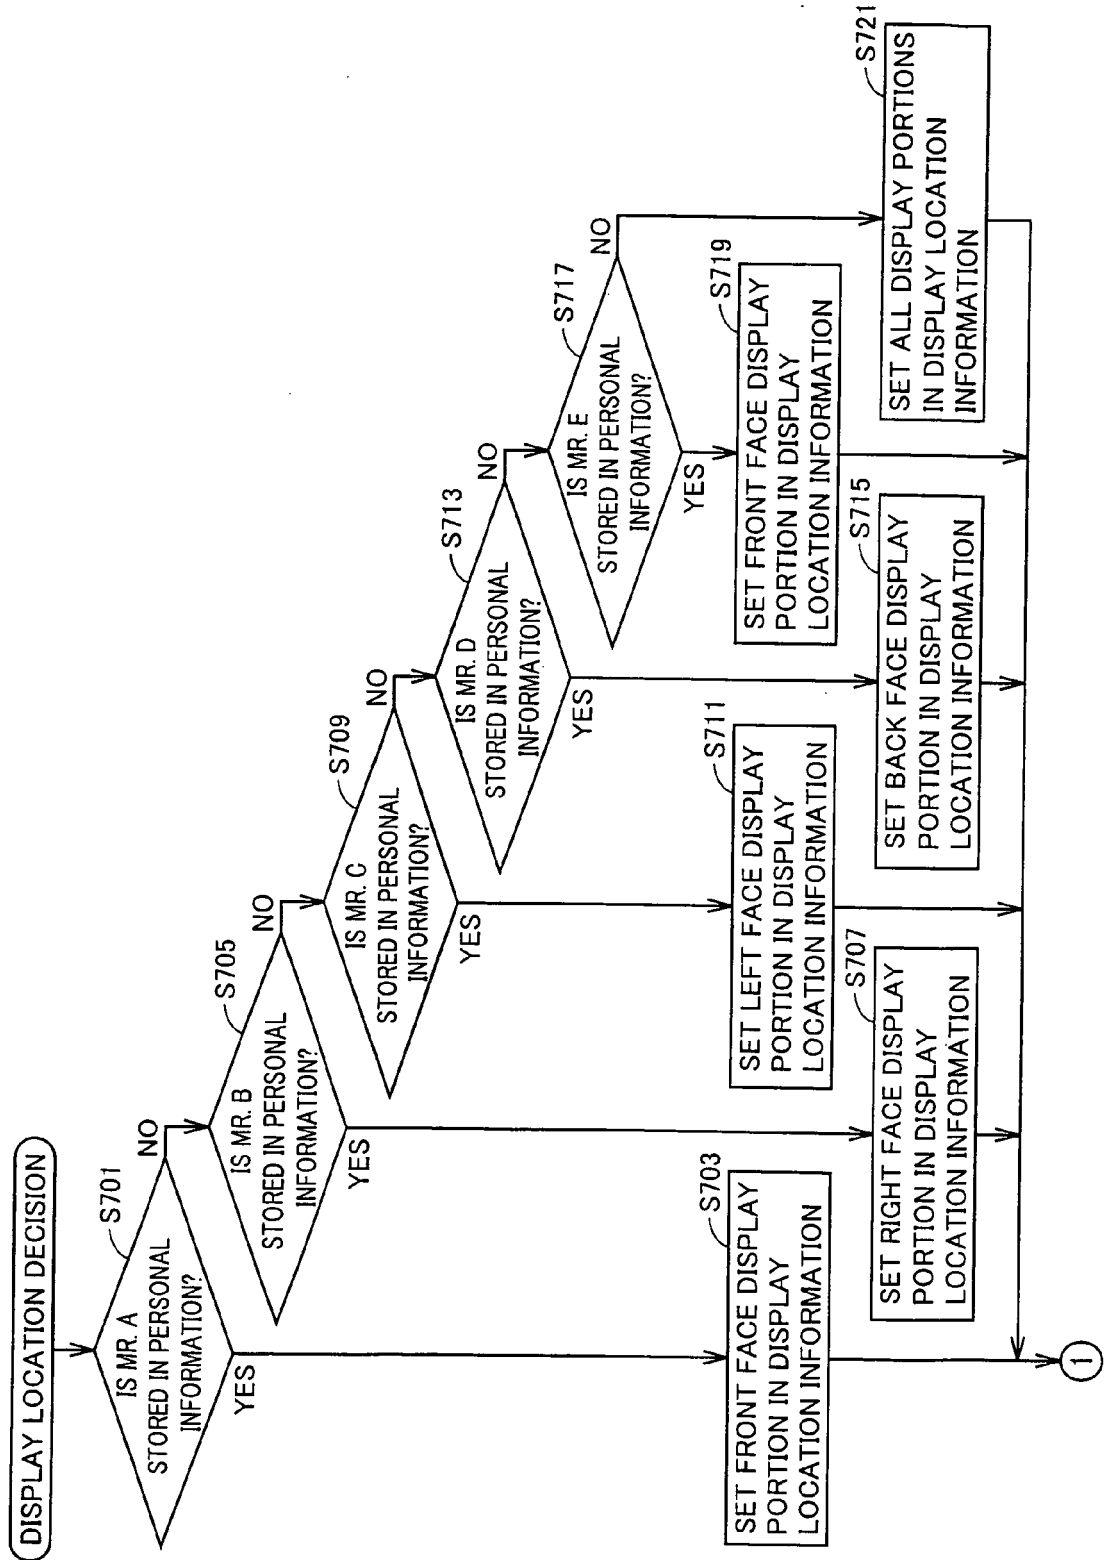 DISPLAY LOCATION DECISION
S701
IS MR. A
STORED IN PERSONAL
INFORMATION?
NO
YES
S705
IS MR. B
STORED IN PERSONAL
INFORMATION?
NO
YES
S709
IS MR. C
STORED IN PERSONAL
INFORMATION?
NO
YES
S713
IS MR. D
STORED IN PERSONAL
INFORMATION?
NO
YES
S717
IS MR. E
STORED IN PERSONAL
INFORMATION?
NO
YES
S703
SET FRONT FACE DISPLAY
PORTION IN DISPLAY
LOCATION INFORMATION
S707
SET RIGHT FACE DISPLAY
PORTION IN DISPLAY
LOCATION INFORMATION
S711
SET LEFT FACE DISPLAY
PORTION IN DISPLAY
LOCATION INFORMATION
S715
SET BACK FACE DISPLAY
PORTION IN DISPLAY
LOCATION INFORMATION
S719
SET FRONT FACE DISPLAY
PORTION IN DISPLAY
LOCATION INFORMATION
S721
SET ALL DISPLAY PORTIONS
IN DISPLAY LOCATION
INFORMATION
1